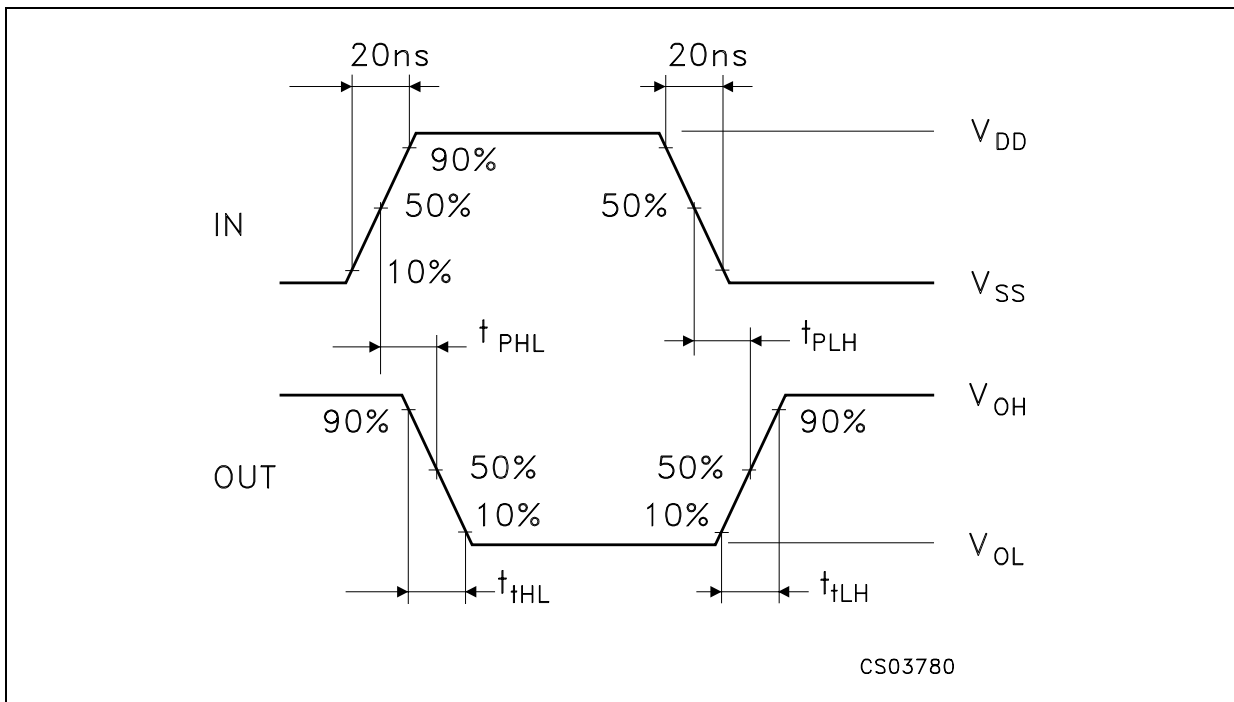 20ns 20ns
V_DD
90%
50% 50%
IN
10%
V_SS
t_PHL t_PLH
V_OH
90% 90%
OUT
50% 50%
10% 10%
V_OL
t_tHL t_tLH
CS03780